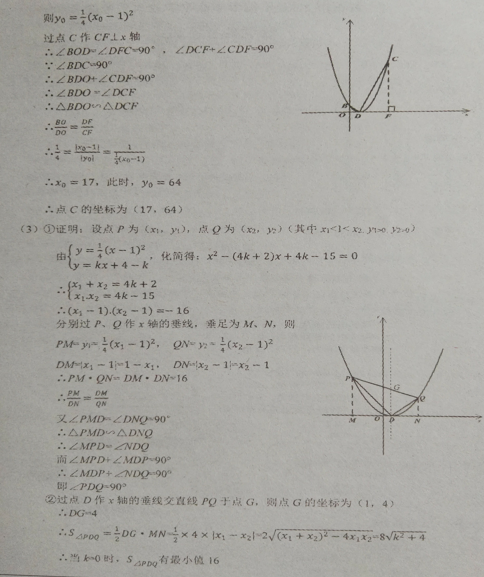 则y₀ = 1/4(x₀ − 1)²
过点 C 作 CF⊥x 轴
∴∠BOD=∠DFC=90°，∠DCF+∠CDF=90°
∵∠BDC=90°
∴∠BDO+∠CDF=90°
∴∠BDO =∠DCF
∴△BDO∽△DCF
∴BO/DO = DF/CF
∴1/4 = |x₀−1|/|y₀| = 1/(1/4(x₀−1))
∴x₀ = 17，此时，y₀ = 64
∴点 C 的坐标为（17，64）
B
O
D
F
C
（3）①证明：设点 P 为（x₁，y₁），点 Q 为（x₂，y₂）（其中 x₁<1< x₂ y₁>0 y₂>0）
由{y = 1/4(x − 1)² y = kx + 4 − k，化简得：x² − (4k + 2)x + 4k − 15 = 0
∴{x₁ + x₂ = 4k + 2 x₁.x₂ = 4k − 15
∴(x₁ − 1).(x₂ − 1) = −16
分别过 P、Q 作 x 轴的垂线，垂足为 M、N，则
PM= y₁= 1/4(x₁ − 1)²， QN= y₂ = 1/4(x₂ − 1)²
DM=|x₁ − 1|=1 − x₁， DN=|x₂ − 1|=x₂ − 1
∴PM·QN= DM·DN=16
∴PM/DN = DM/QN
又∠PMD=∠DNQ=90°
∴△PMD∽△DNQ
∴∠MPD=∠NDQ
而∠MPD+∠MDP=90°
∴∠MDP+∠NDQ=90°
即∠PDQ=90°
P
G
Q
M
O
D
N
②过点 D 作 x 轴的垂线交直线 PQ 于点 G，则点 G 的坐标为（1，4）
∴DG=4
∴S△PDQ = 1/2 DG·MN=1/2 × 4 × |x₁ − x₂|=2√((x₁ + x₂)² − 4x₁x₂)=8√(k² + 4)
∴当 k=0 时，S△PDQ 有最小值 16